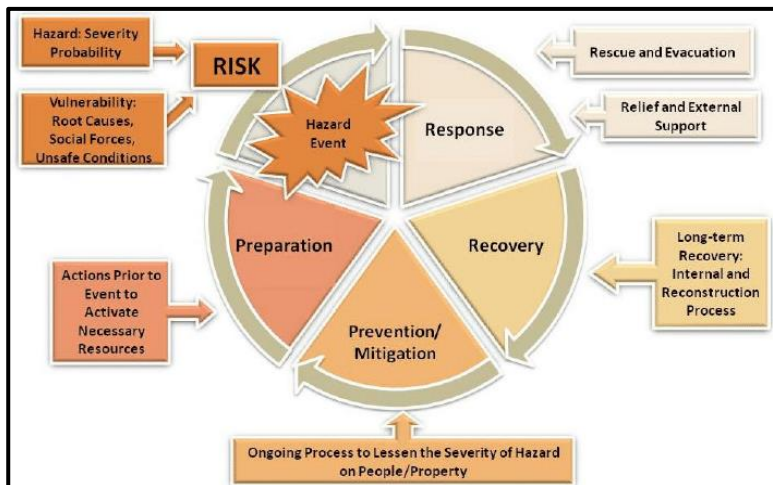 Hazard: Severity
Probability
RISK
Vulnerability:
Root Causes,
Social Forces,
Unsafe Conditions
Hazard
Event
Response
Rescue and Evacuation
Relief and External
Support
Preparation
Recovery
Long-term
Recovery:
Internal and
Reconstruction
Process
Actions Prior to
Event to
Activate
Necessary
Resources
Prevention/
Mitigation
Ongoing Process to Lessen the Severity of Hazard
on People/Property